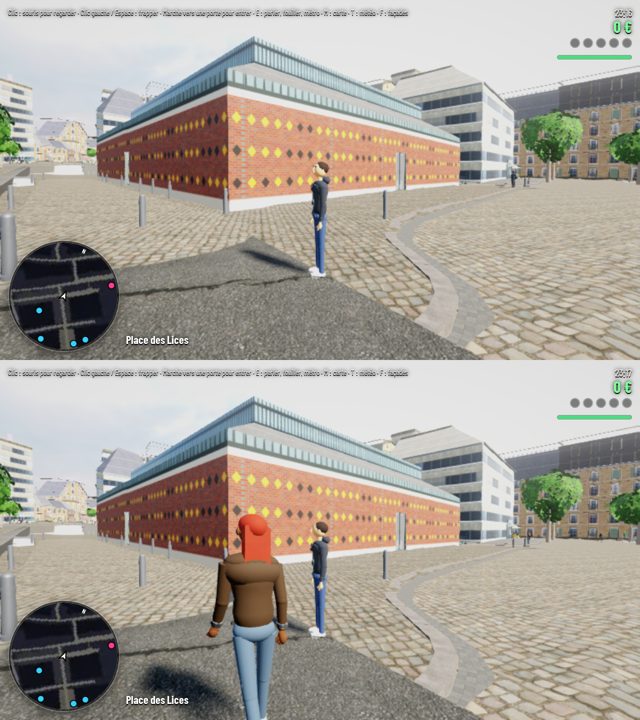 Clic : souris pour regarder · Clic gauche / Espace : frapper · Marche vers une porte pour entrer · E : parler, fouiller, métro · M : carte · T : météo · F : façades
0 €
Place des Lices
Clic : souris pour regarder · Clic gauche / Espace : frapper · Marche vers une porte pour entrer · E : parler, fouiller, métro · M : carte · T : météo · F : façades
0 €
Place des Lices